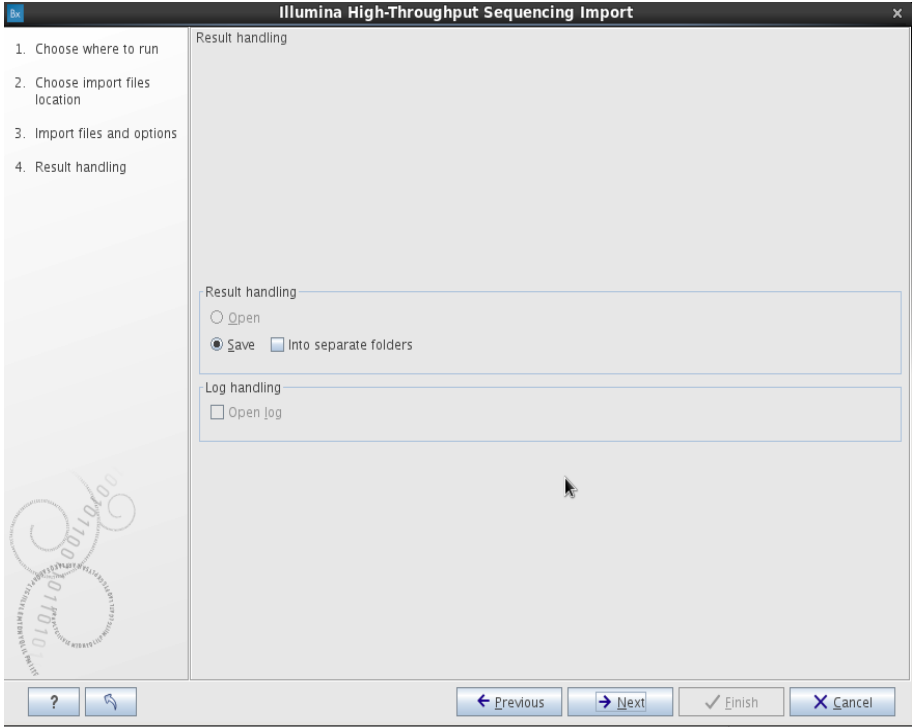 Bx
Illumina High-Throughput Sequencing Import
1. Choose where to run
2. Choose import files
location
3. Import files and options
4. Result handling
Result handling
Result handling
Open
Save Into separate folders
Log handling
Open log
? Previous Next Finish Cancel